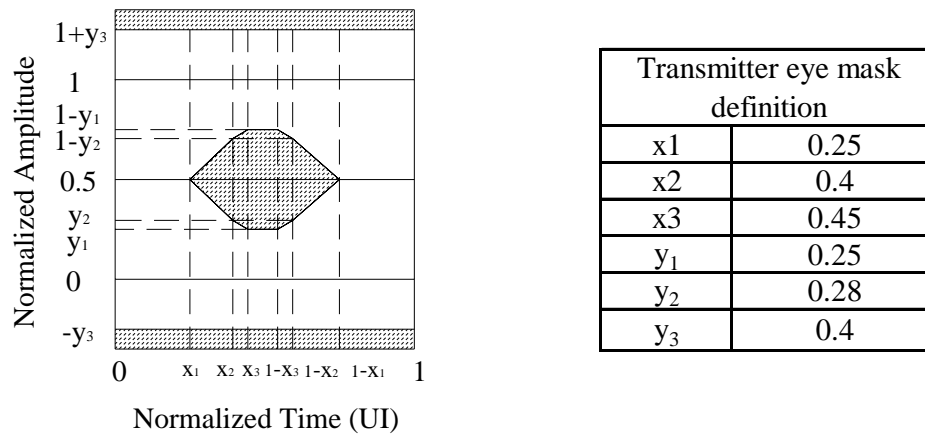 Normalized Amplitude
1+y₃
1
1-y₁
1-y₂
0.5
y₂
y₁
0
-y₃
0 x₁ x₂ x₃ 1-x₃ 1-x₂ 1-x₁ 1
Normalized Time (UI)
Transmitter eye mask
definition
x1 0.25
x2 0.4
x3 0.45
y₁ 0.25
y₂ 0.28
y₃ 0.4